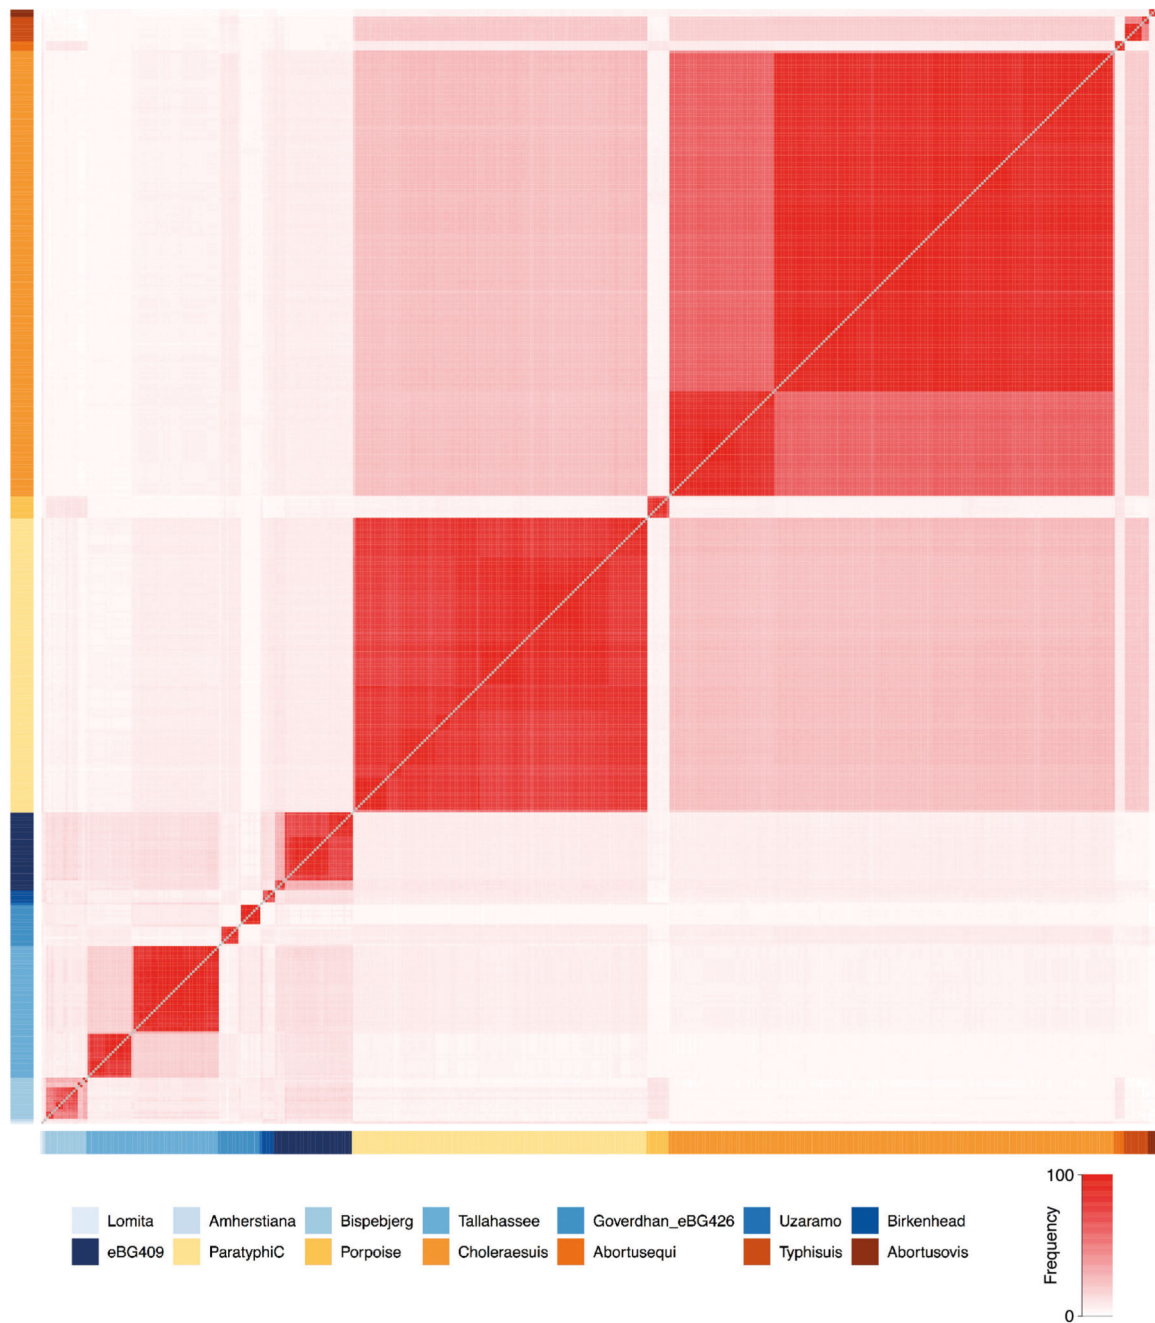 100
Frequency
0
Lomita Amherstiana Bispebjerg Tallahassee Goverdhan_eBG426 Uzaramo Birkenhead
eBG409 ParatyphiC Porpoise Choleraesuis Abortusequi Typhisuis Abortusovis